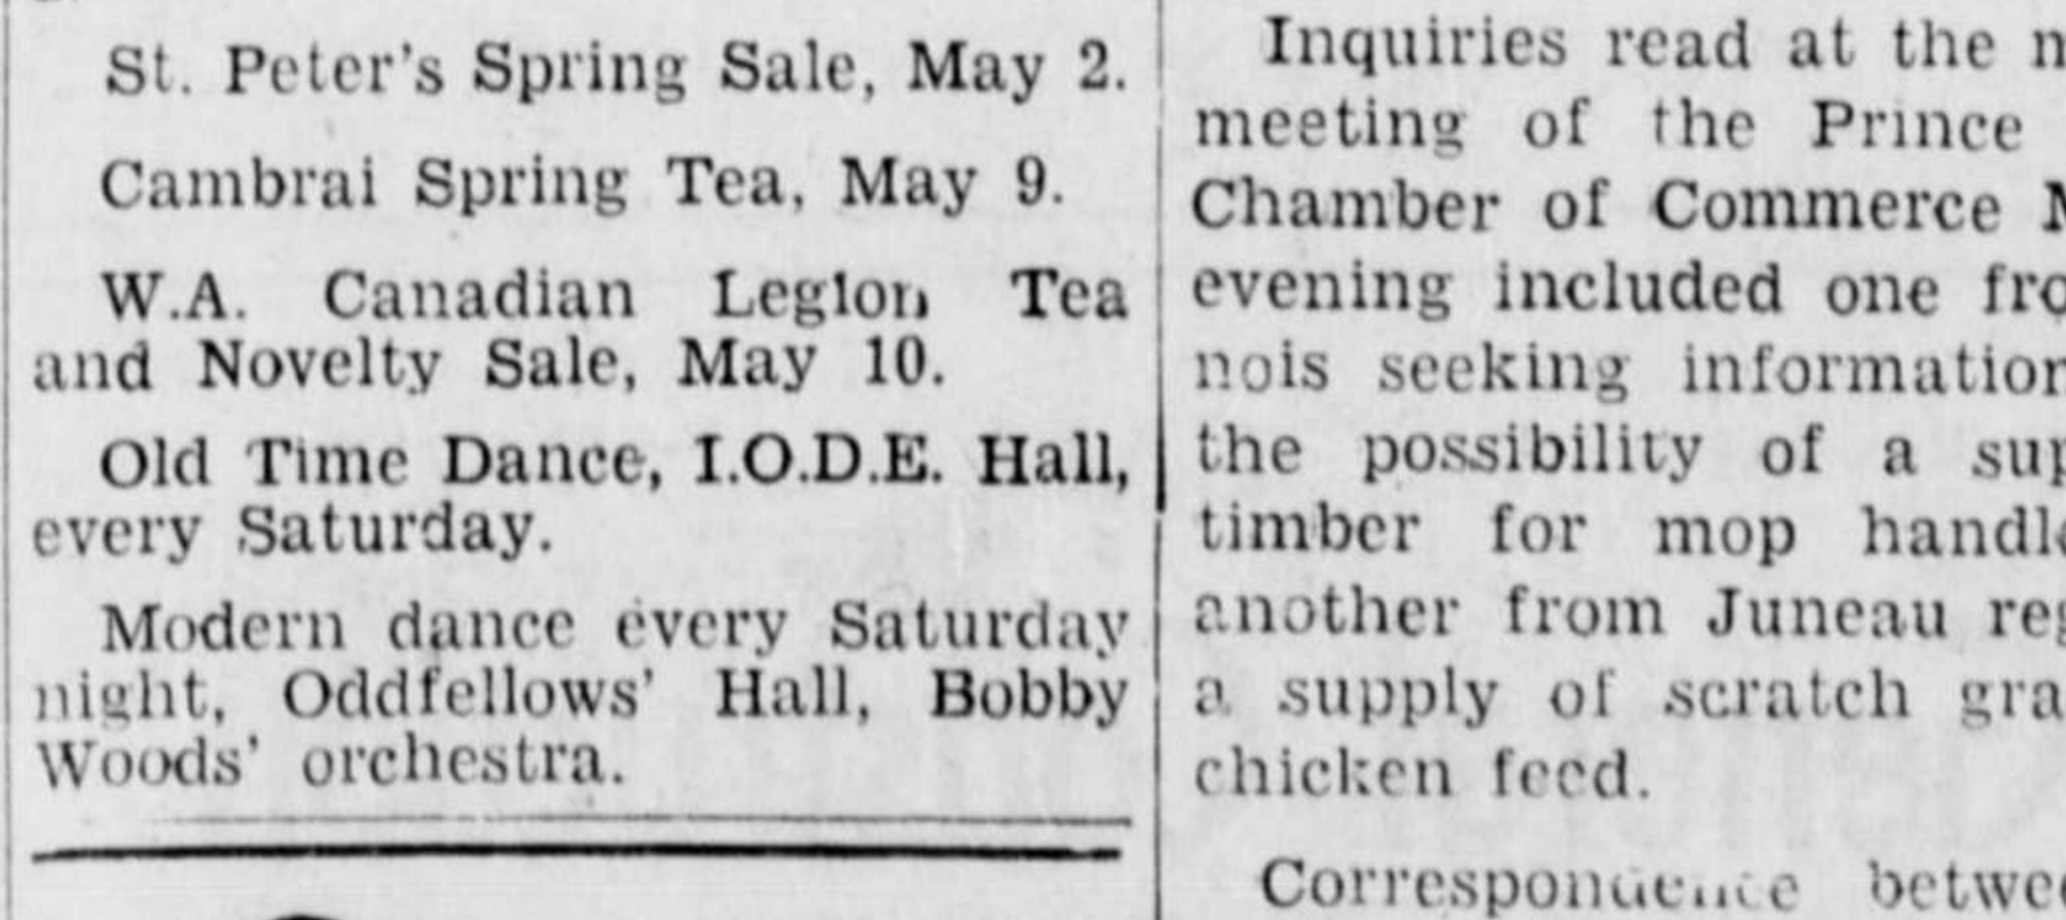 St. Peter's Spring Sale, May 2.
Cambrai Spring Tea, May 9.
W.A. Canadian Legion Tea
and Novelty Sale, May 10.
Old Time Dance, I.O.D.E. Hall,
every Saturday.
Modern dance every Saturday
night, Oddfellows' Hall, Bobby
Woods' orchestra.
Inquiries read at the
meeting of the Prince
Chamber of Commerce
evening included one
nois seeking information
the possibility of a
timber for mop
another from Juneau
a supply of scratch
chicken feed.
Correspondence